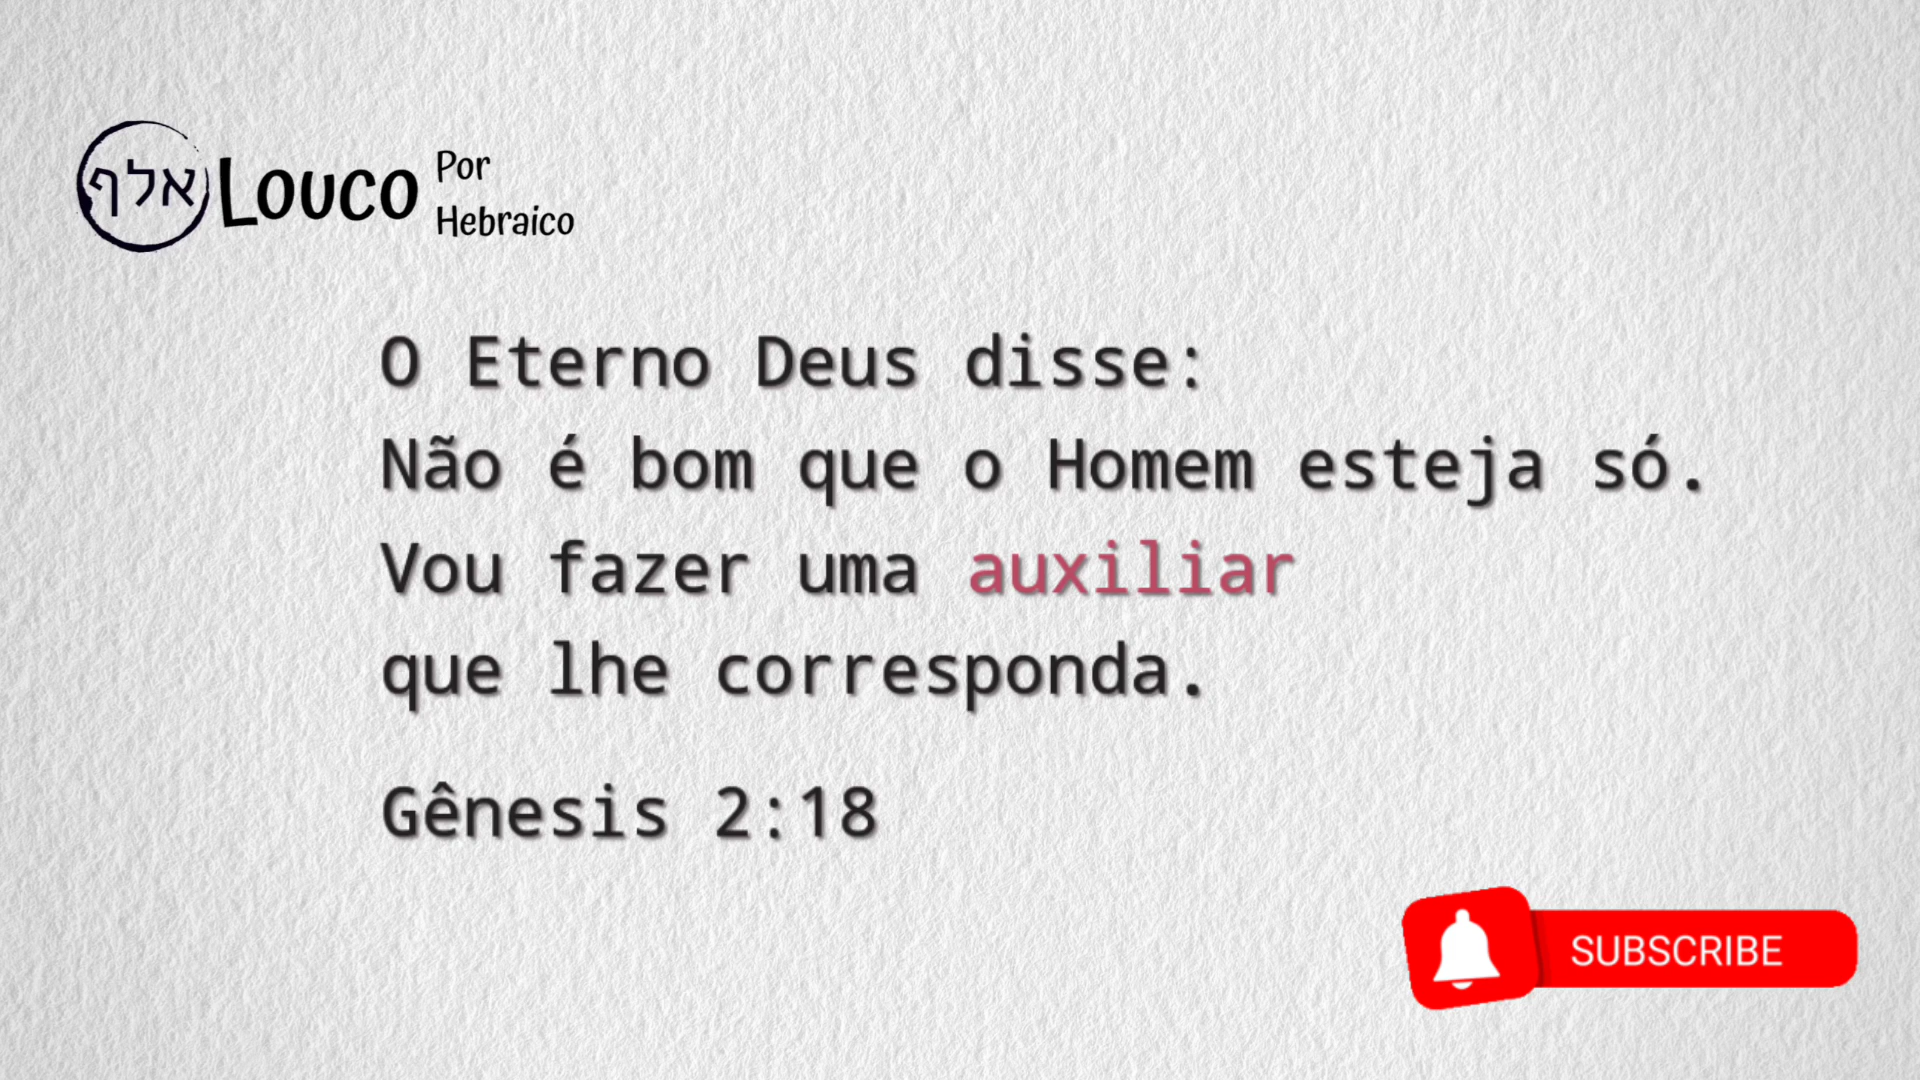 אלף
Louco
Por
Hebraico
O Eterno Deus disse:
Não é bom que o Homem esteja só.
Vou fazer uma auxiliar
que lhe corresponda.
Gênesis 2:18
SUBSCRIBE